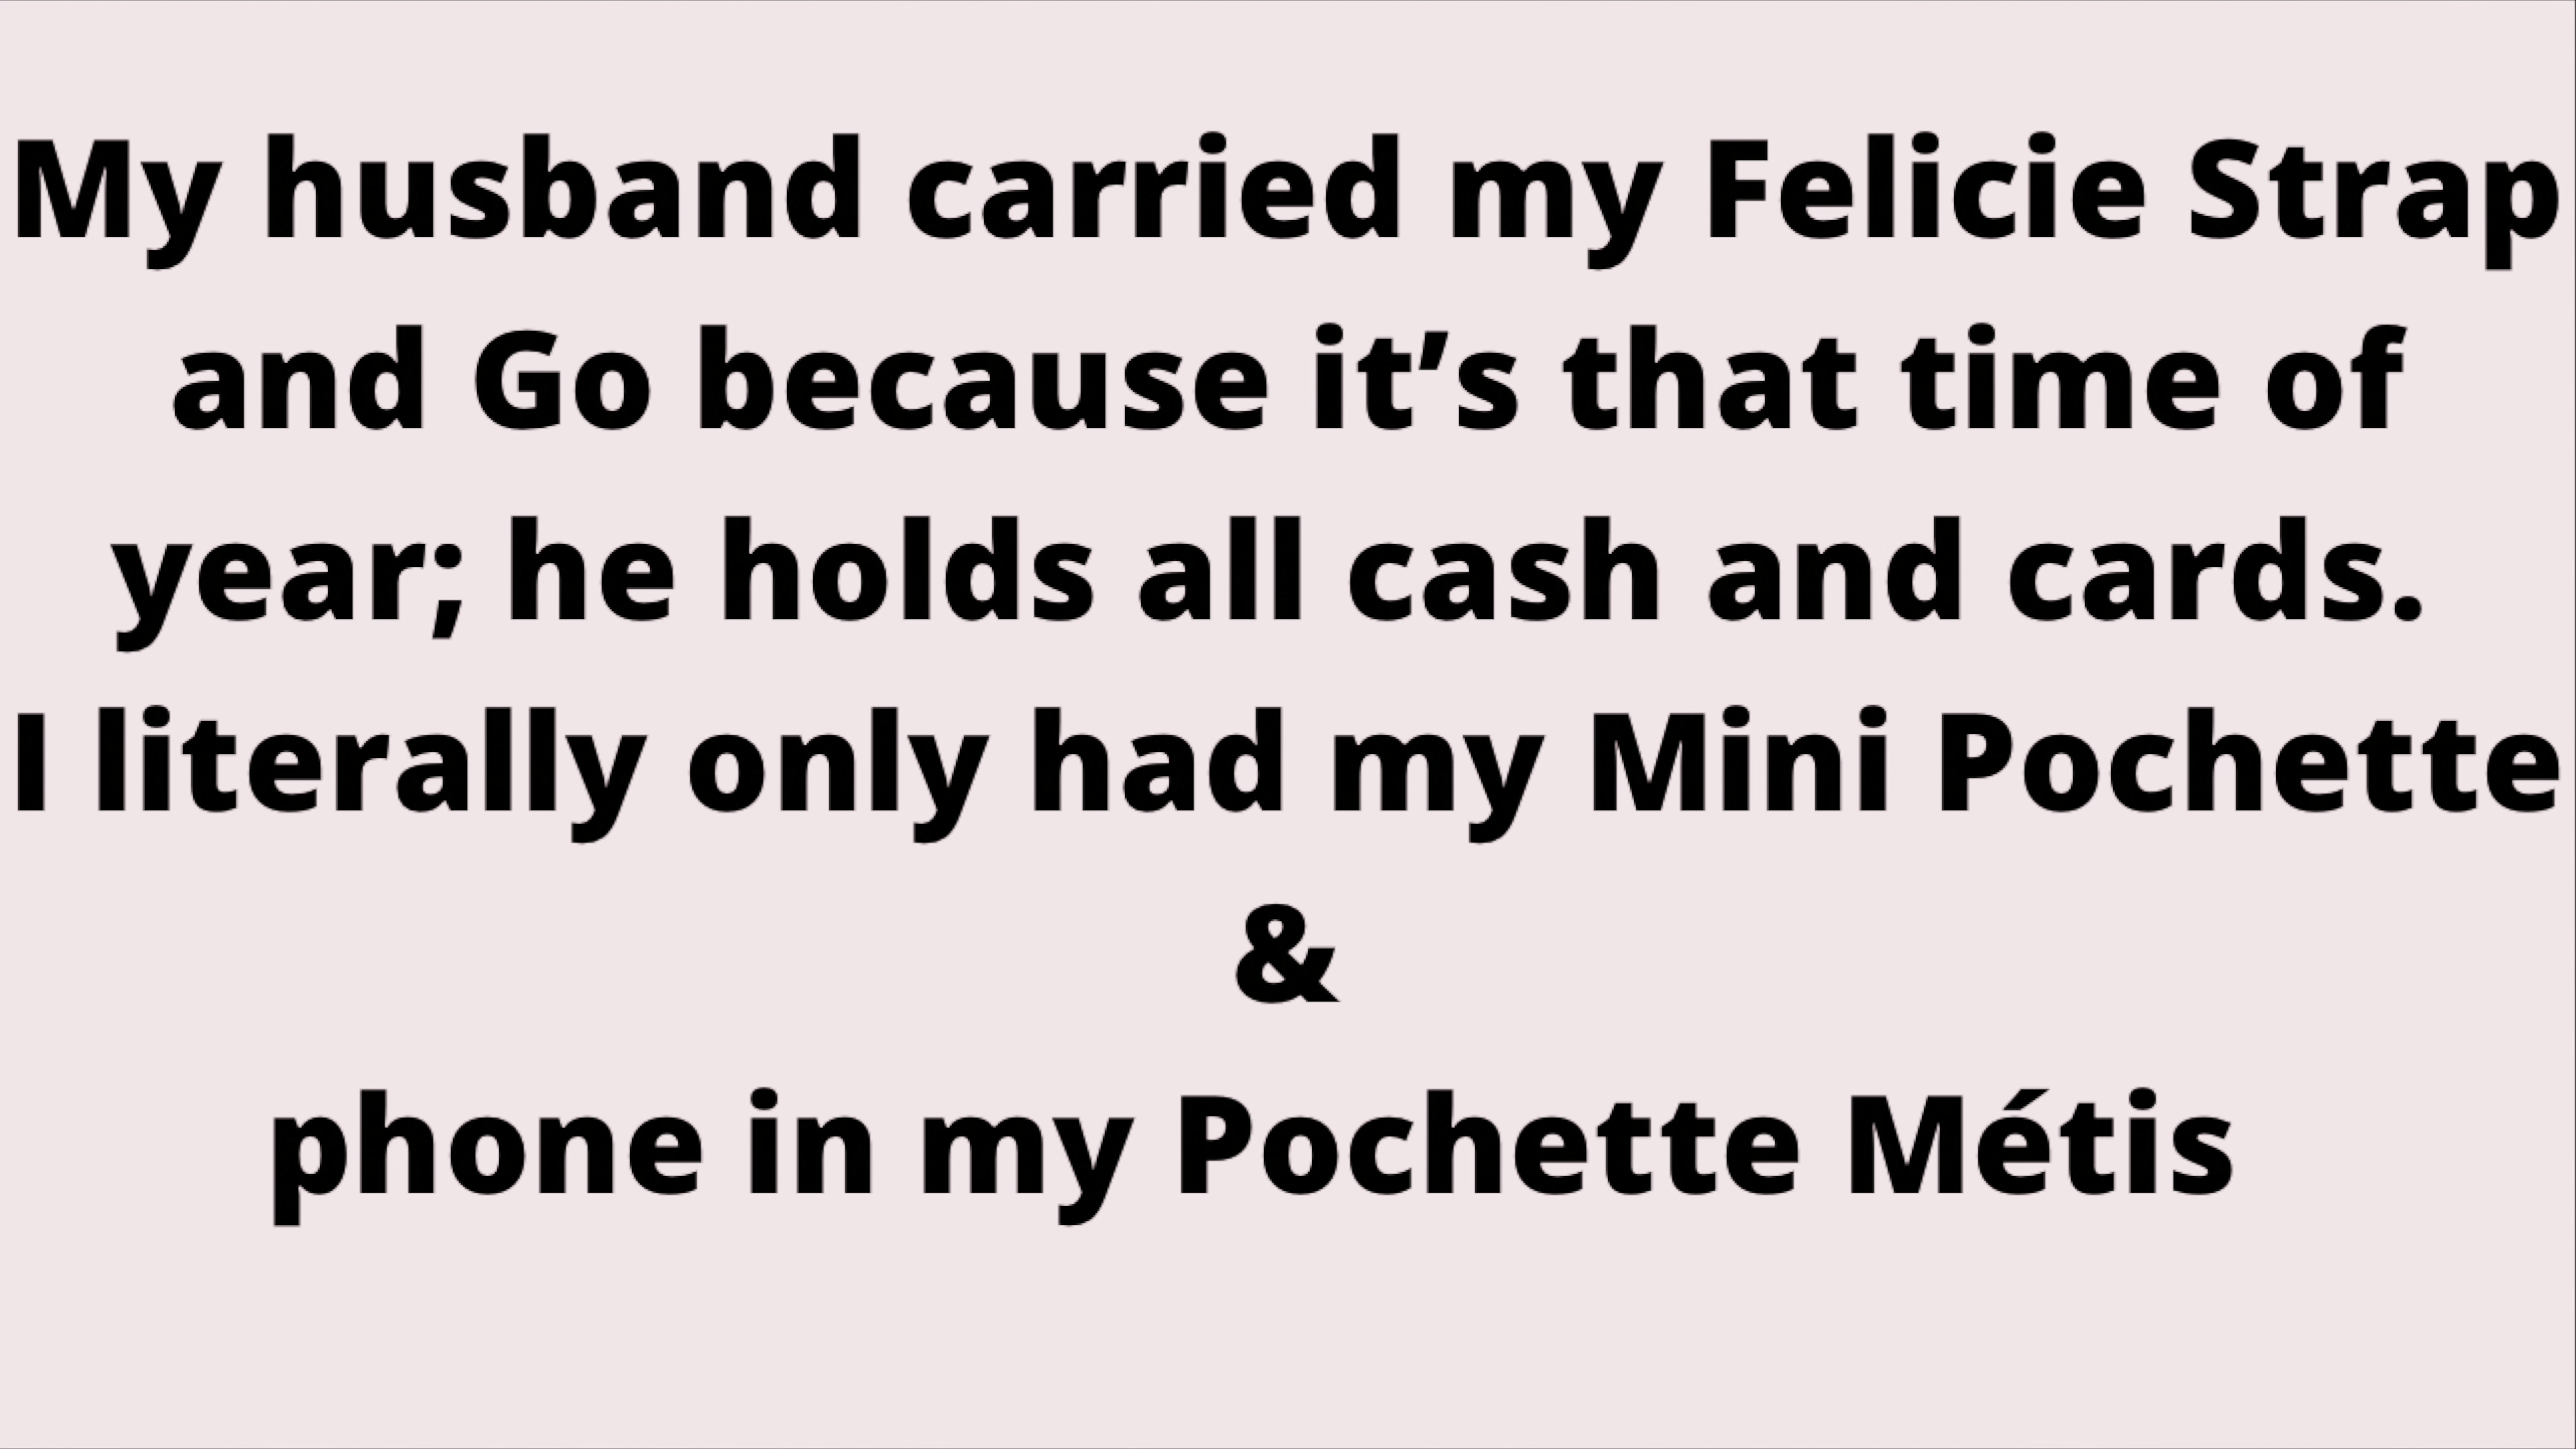 My husband carried my Felicie Strap
and Go because it’s that time of
year; he holds all cash and cards.
I literally only had my Mini Pochette
&
phone in my Pochette Métis